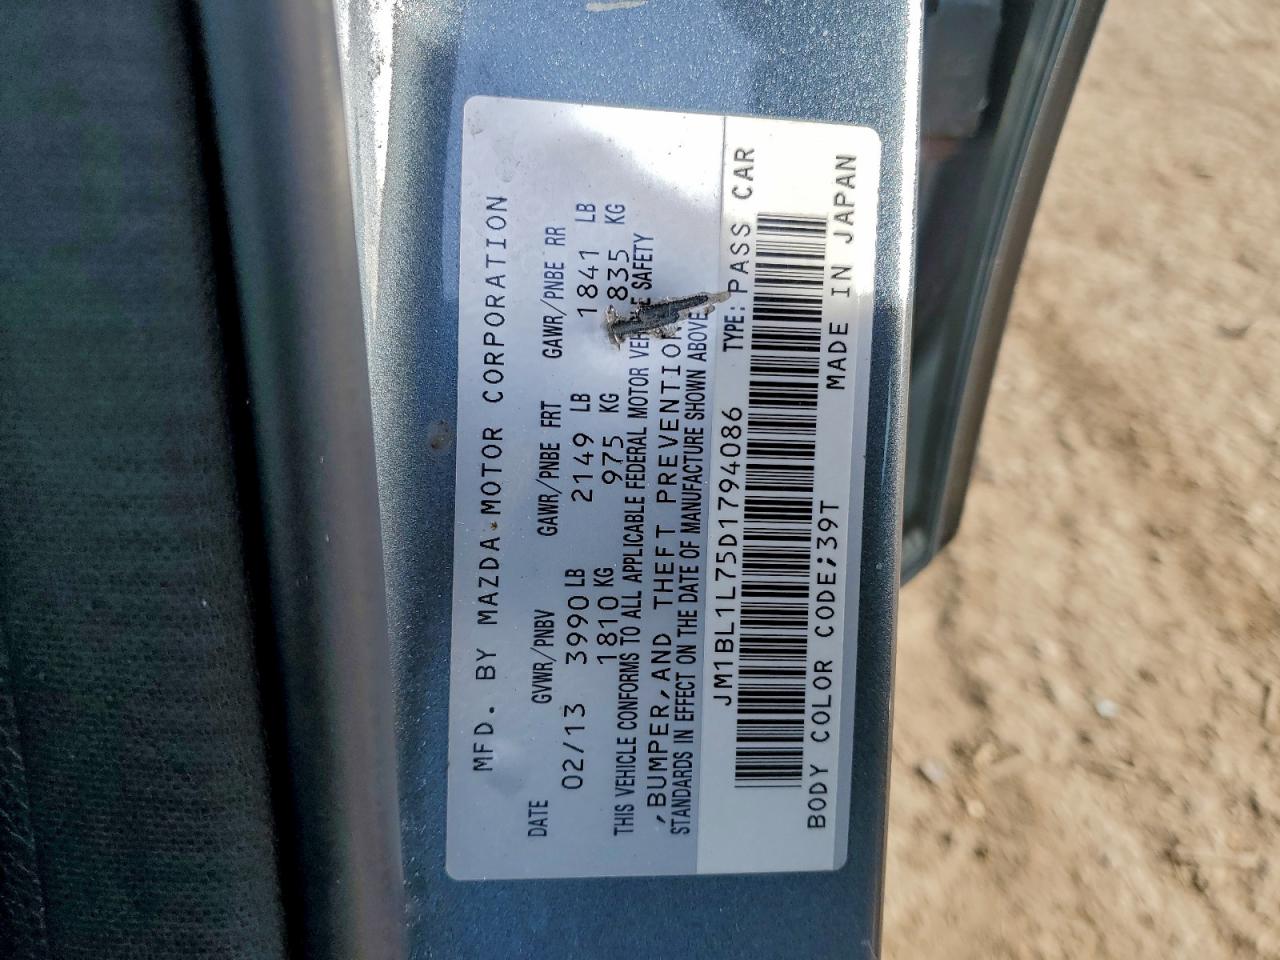 MFD. BY MAZDA MOTOR CORPORATION
DATE GVWR/PNBV GAWR/PNBE FRT GAWR/PNBE RR
02/13 3990 LB 2149 LB 1841 LB
1810 KG 975 KG 835 KG
THIS VEHICLE CONFORMS TO ALL APPLICABLE FEDERAL MOTOR SAFETY
,BUMPER,AND THEFT PREVENTION
STANDARDS IN EFFECT ON THE DATE OF MANUFACTURE SHOWN ABOVE
JM1BL1L75D1794086 TYPE: PASS CAR
BODY COLOR CODE;39T MADE IN JAPAN